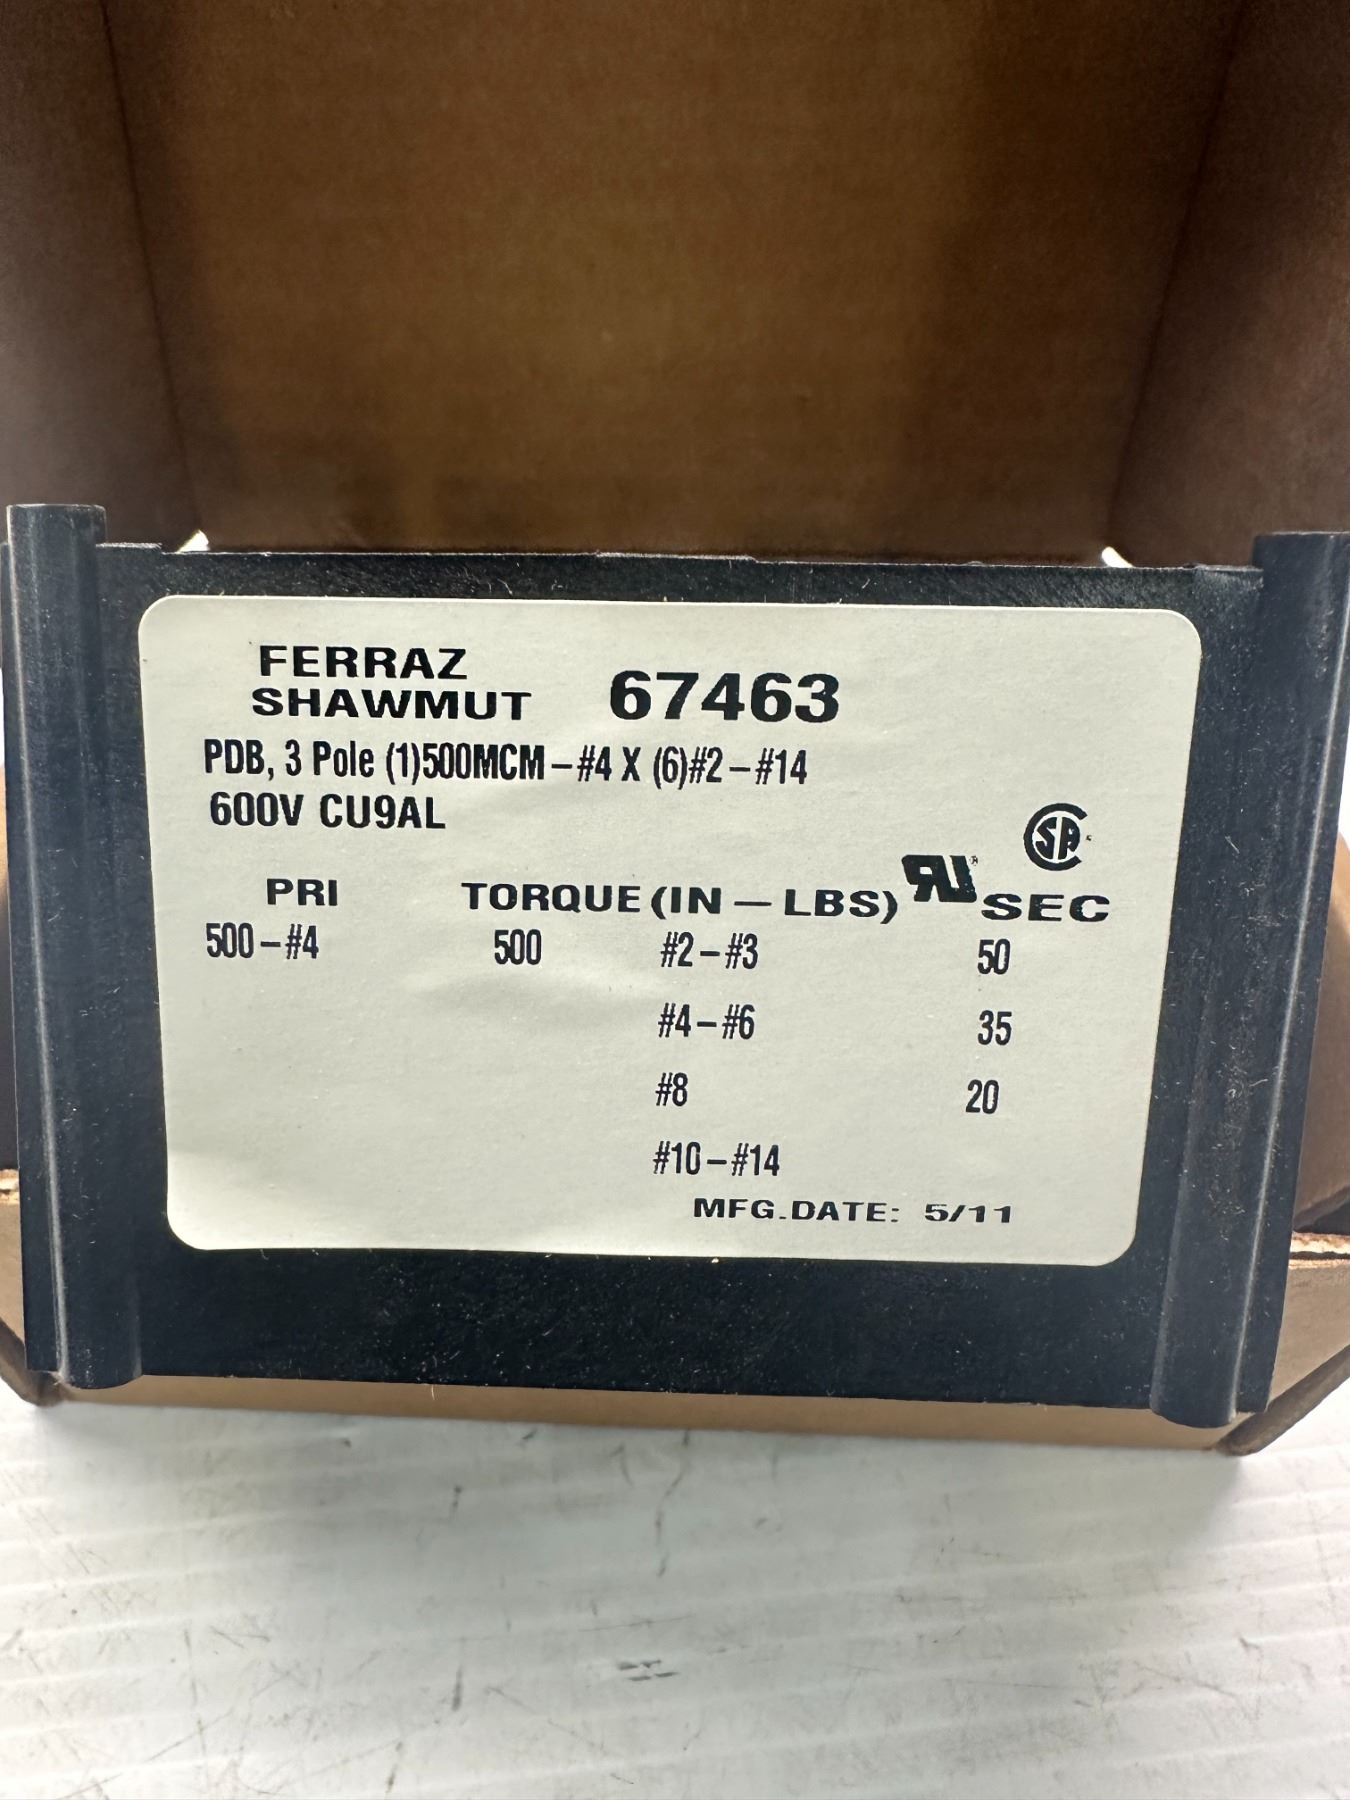 FERRAZ
SHAWMUT 67463
PDB, 3 Pole (1)500MCM-#4 X (6)#2-#14
600V CU9AL
PRI TORQUE (IN-LBS) SEC
500-#4 500 #2-#3 50
#4-#6 35
#8 20
#10-#14
MFG.DATE: 5/11